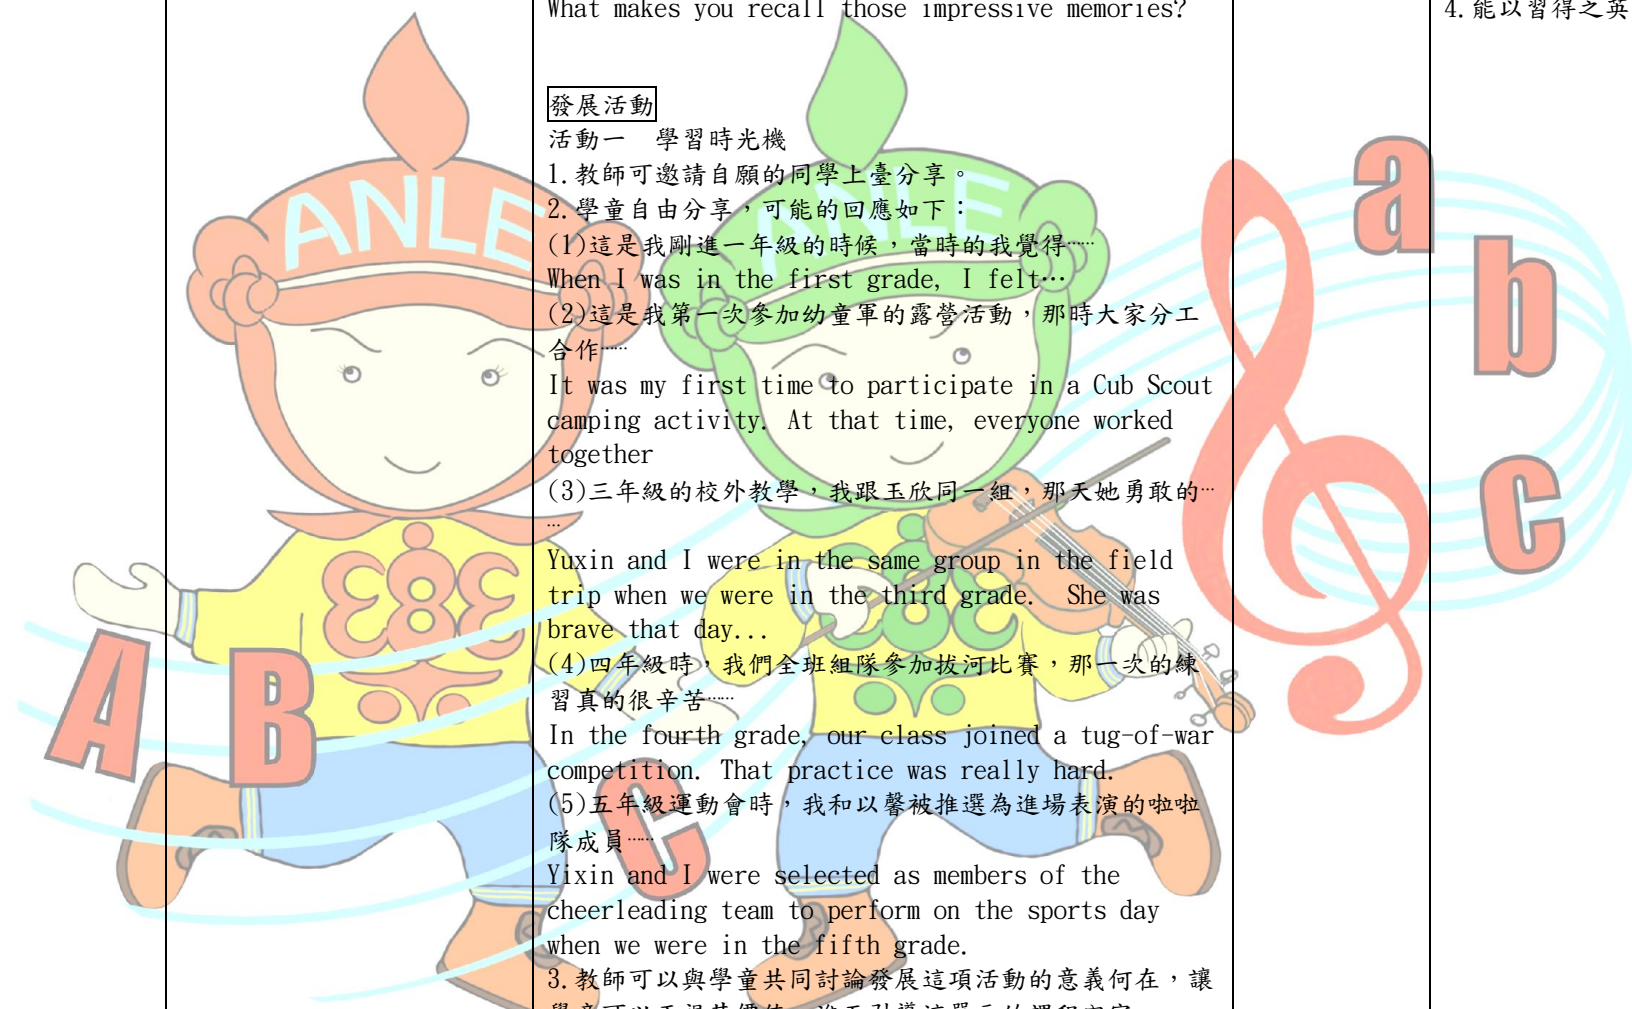 What makes you recall those impressive memories?
4.能以習得之英
發展活動
活動一　學習時光機
1.教師可邀請自願的同學上臺分享。
2.學童自由分享，可能的回應如下：
(1)這是我剛進一年級的時候，當時的我覺得……
When I was in the first grade, I felt…
(2)這是我第一次參加幼童軍的露營活動，那時大家分工
合作……
It was my first time to participate in a Cub Scout
camping activity. At that time, everyone worked
together
(3)三年級的校外教學，我跟玉欣同一組，那天她勇敢的…
…
Yuxin and I were in the same group in the field
trip when we were in the third grade.  She was
brave that day...
(4)四年級時，我們全班組隊參加拔河比賽，那一次的練
習真的很辛苦……
In the fourth grade, our class joined a tug-of-war
competition. That practice was really hard.
(5)五年級運動會時，我和以馨被推選為進場表演的啦啦
隊成員……
Yixin and I were selected as members of the
cheerleading team to perform on the sports day
when we were in the fifth grade.
3.教師可以與學童共同討論發展這項活動的意義何在，讓
ANLE
ANLE
A
B
C
a
b
c